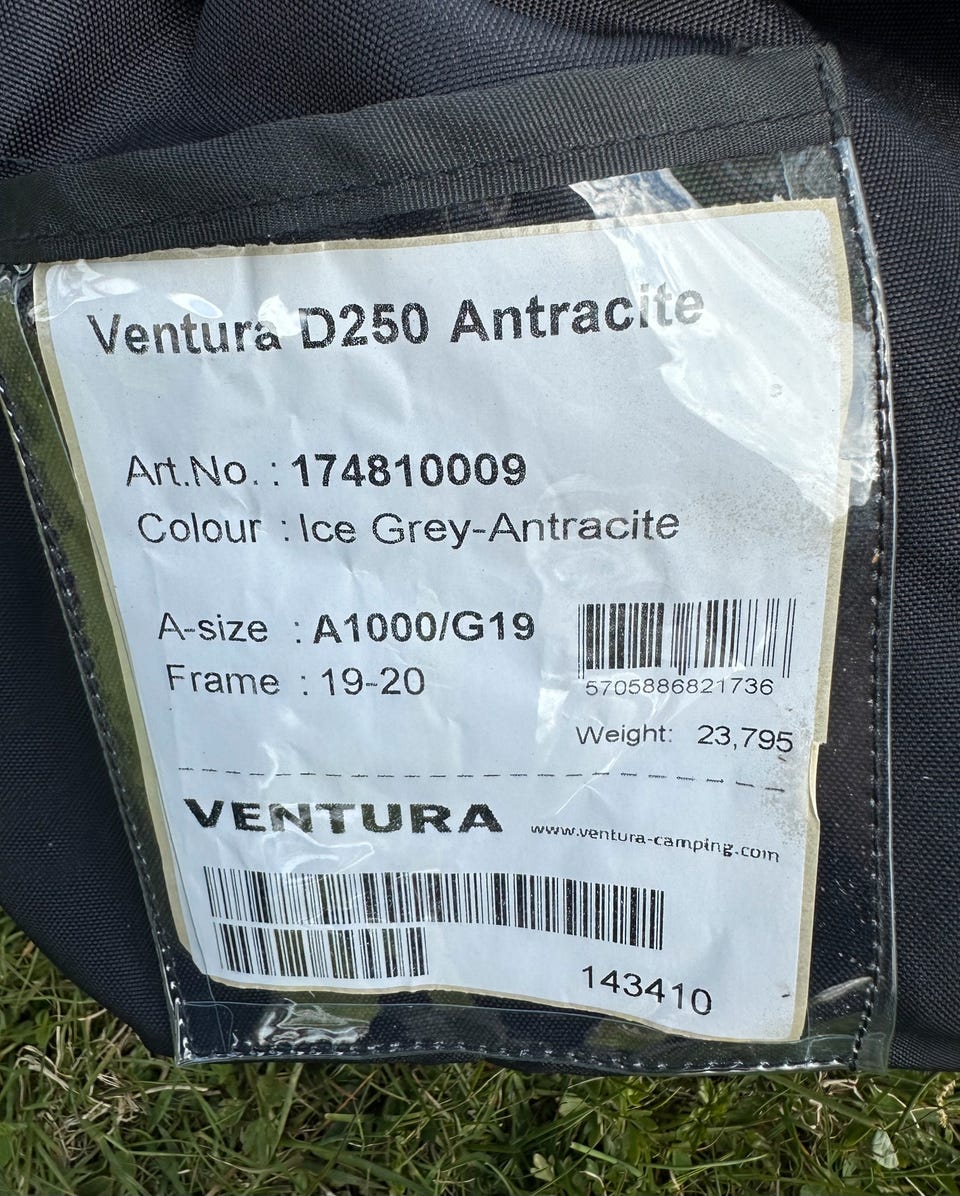 Ventura D250 Antracite
Art.No. : 174810009
Colour : Ice Grey-Antracite
A-size : A1000/G19
Frame : 19-20
5705886821736
Weight: 23,795
VENTURA www.ventura-camping.com
143410